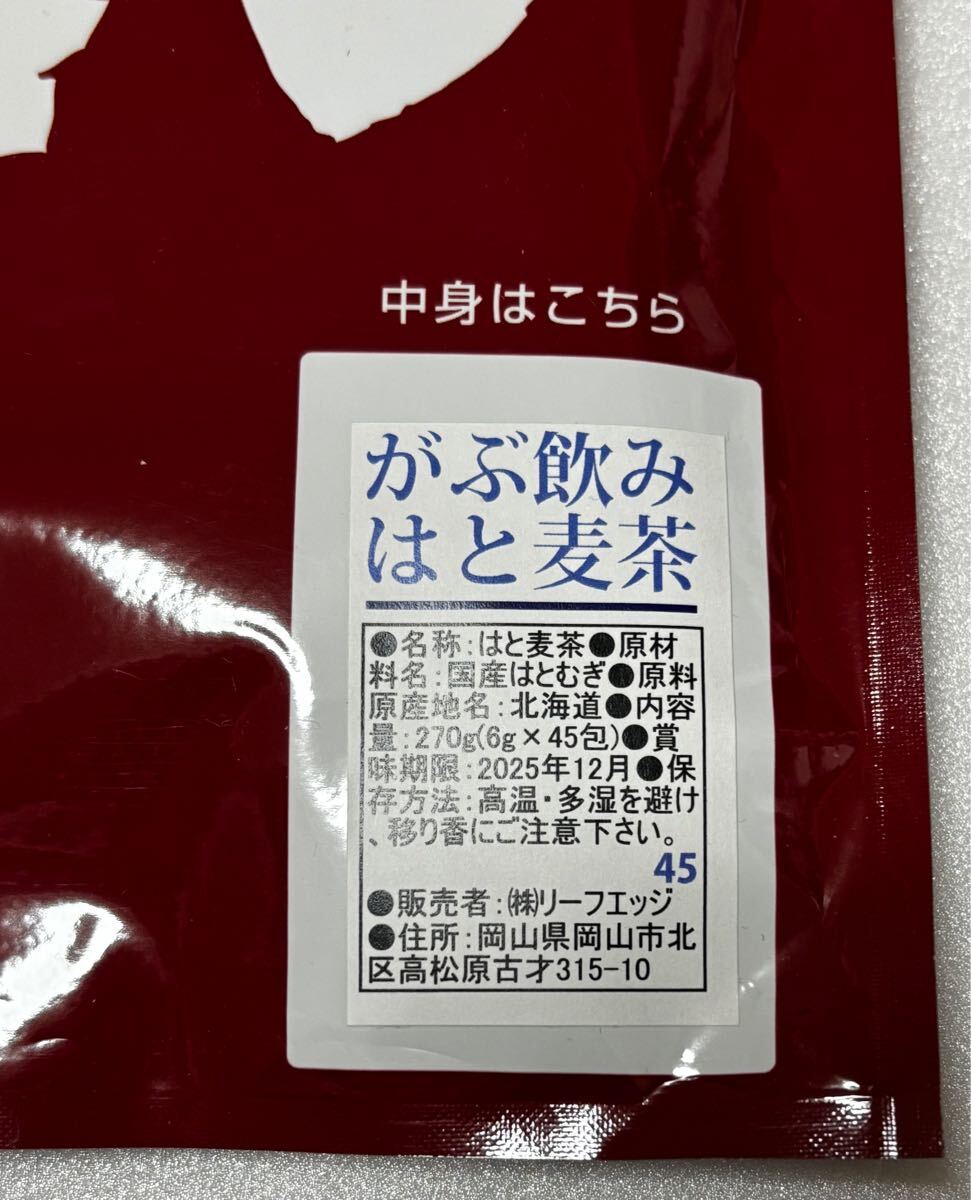 中身はこちら
がぶ飲み
はと麦茶
●名称:はと麦茶●原材
料名:国産はとむぎ●原料
原産地名:北海道●内容
量:270g(6g×45包)●賞
味期限:2025年12月●保
存方法:高温・多湿を避け
、移り香にご注意下さい。
45
●販売者:㈱リーフエッジ
●住所:岡山県岡山市北
区高松原古才315-10